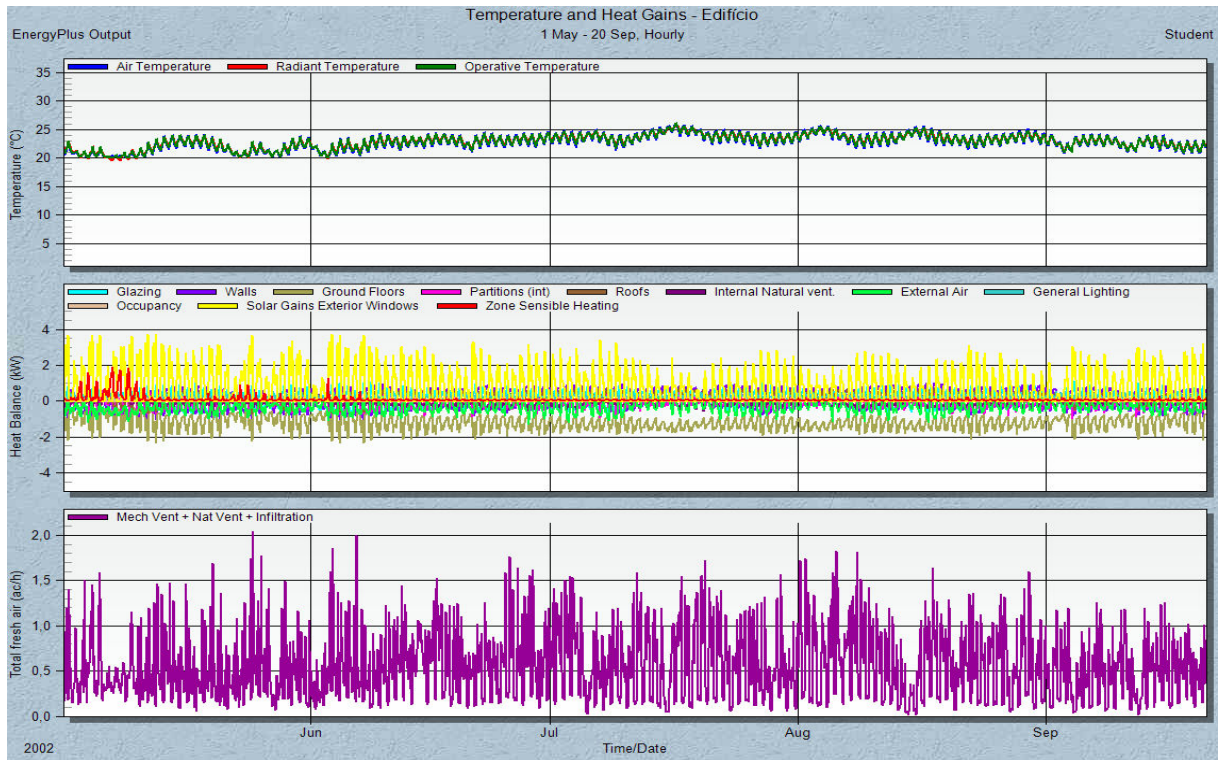 Temperature and Heat Gains - Edifício
EnergyPlus Output
1 May - 20 Sep, Hourly
Student
Air Temperature
Radiant Temperature
Operative Temperature
Temperature (°C)
35
30
25
20
15
10
5
Glazing
Walls
Ground Floors
Partitions (int)
Roofs
Internal Natural vent.
External Air
General Lighting
Occupancy
Solar Gains Exterior Windows
Zone Sensible Heating
Heat Balance (kW)
4
2
0
-2
-4
Mech Vent + Nat Vent + Infiltration
Total fresh air (ac/h)
2,0
1,5
1,0
0,5
0,0
Jun
Jul
Aug
Sep
2002
Time/Date